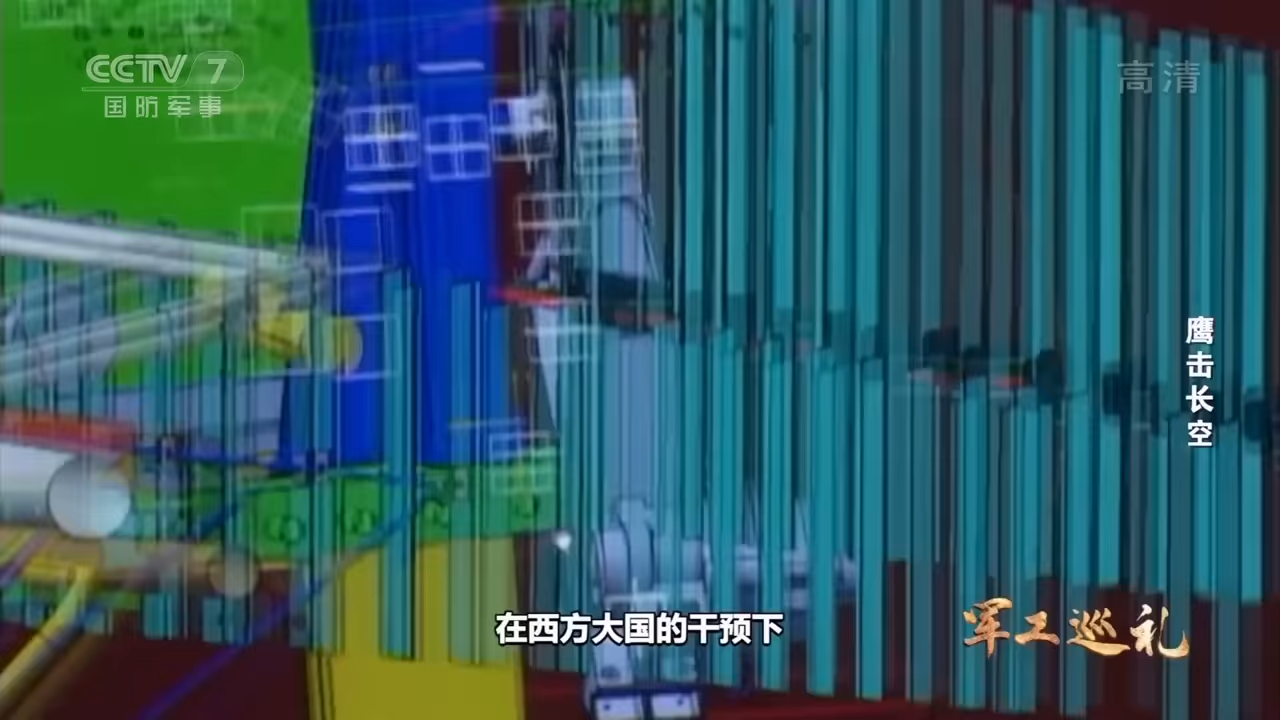 CCTV 7
国防军事
高清
鹰击长空
在西方大国的干预下
军工巡礼